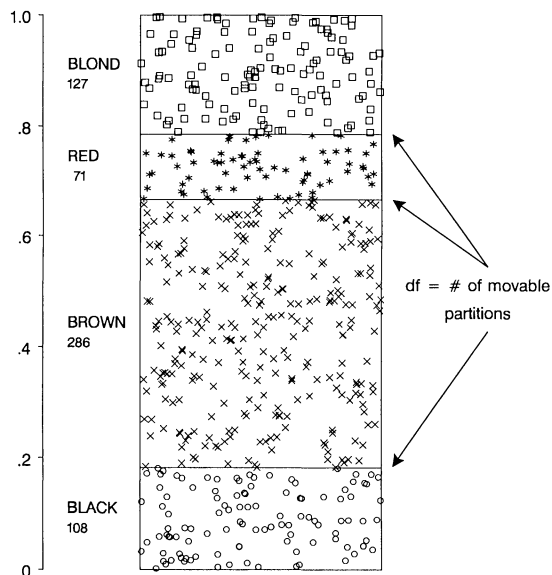 1.0
BLOND
127
.8
RED
71
.6
df = # of movable
partitions
BROWN
286
.4
.2
BLACK
108
0